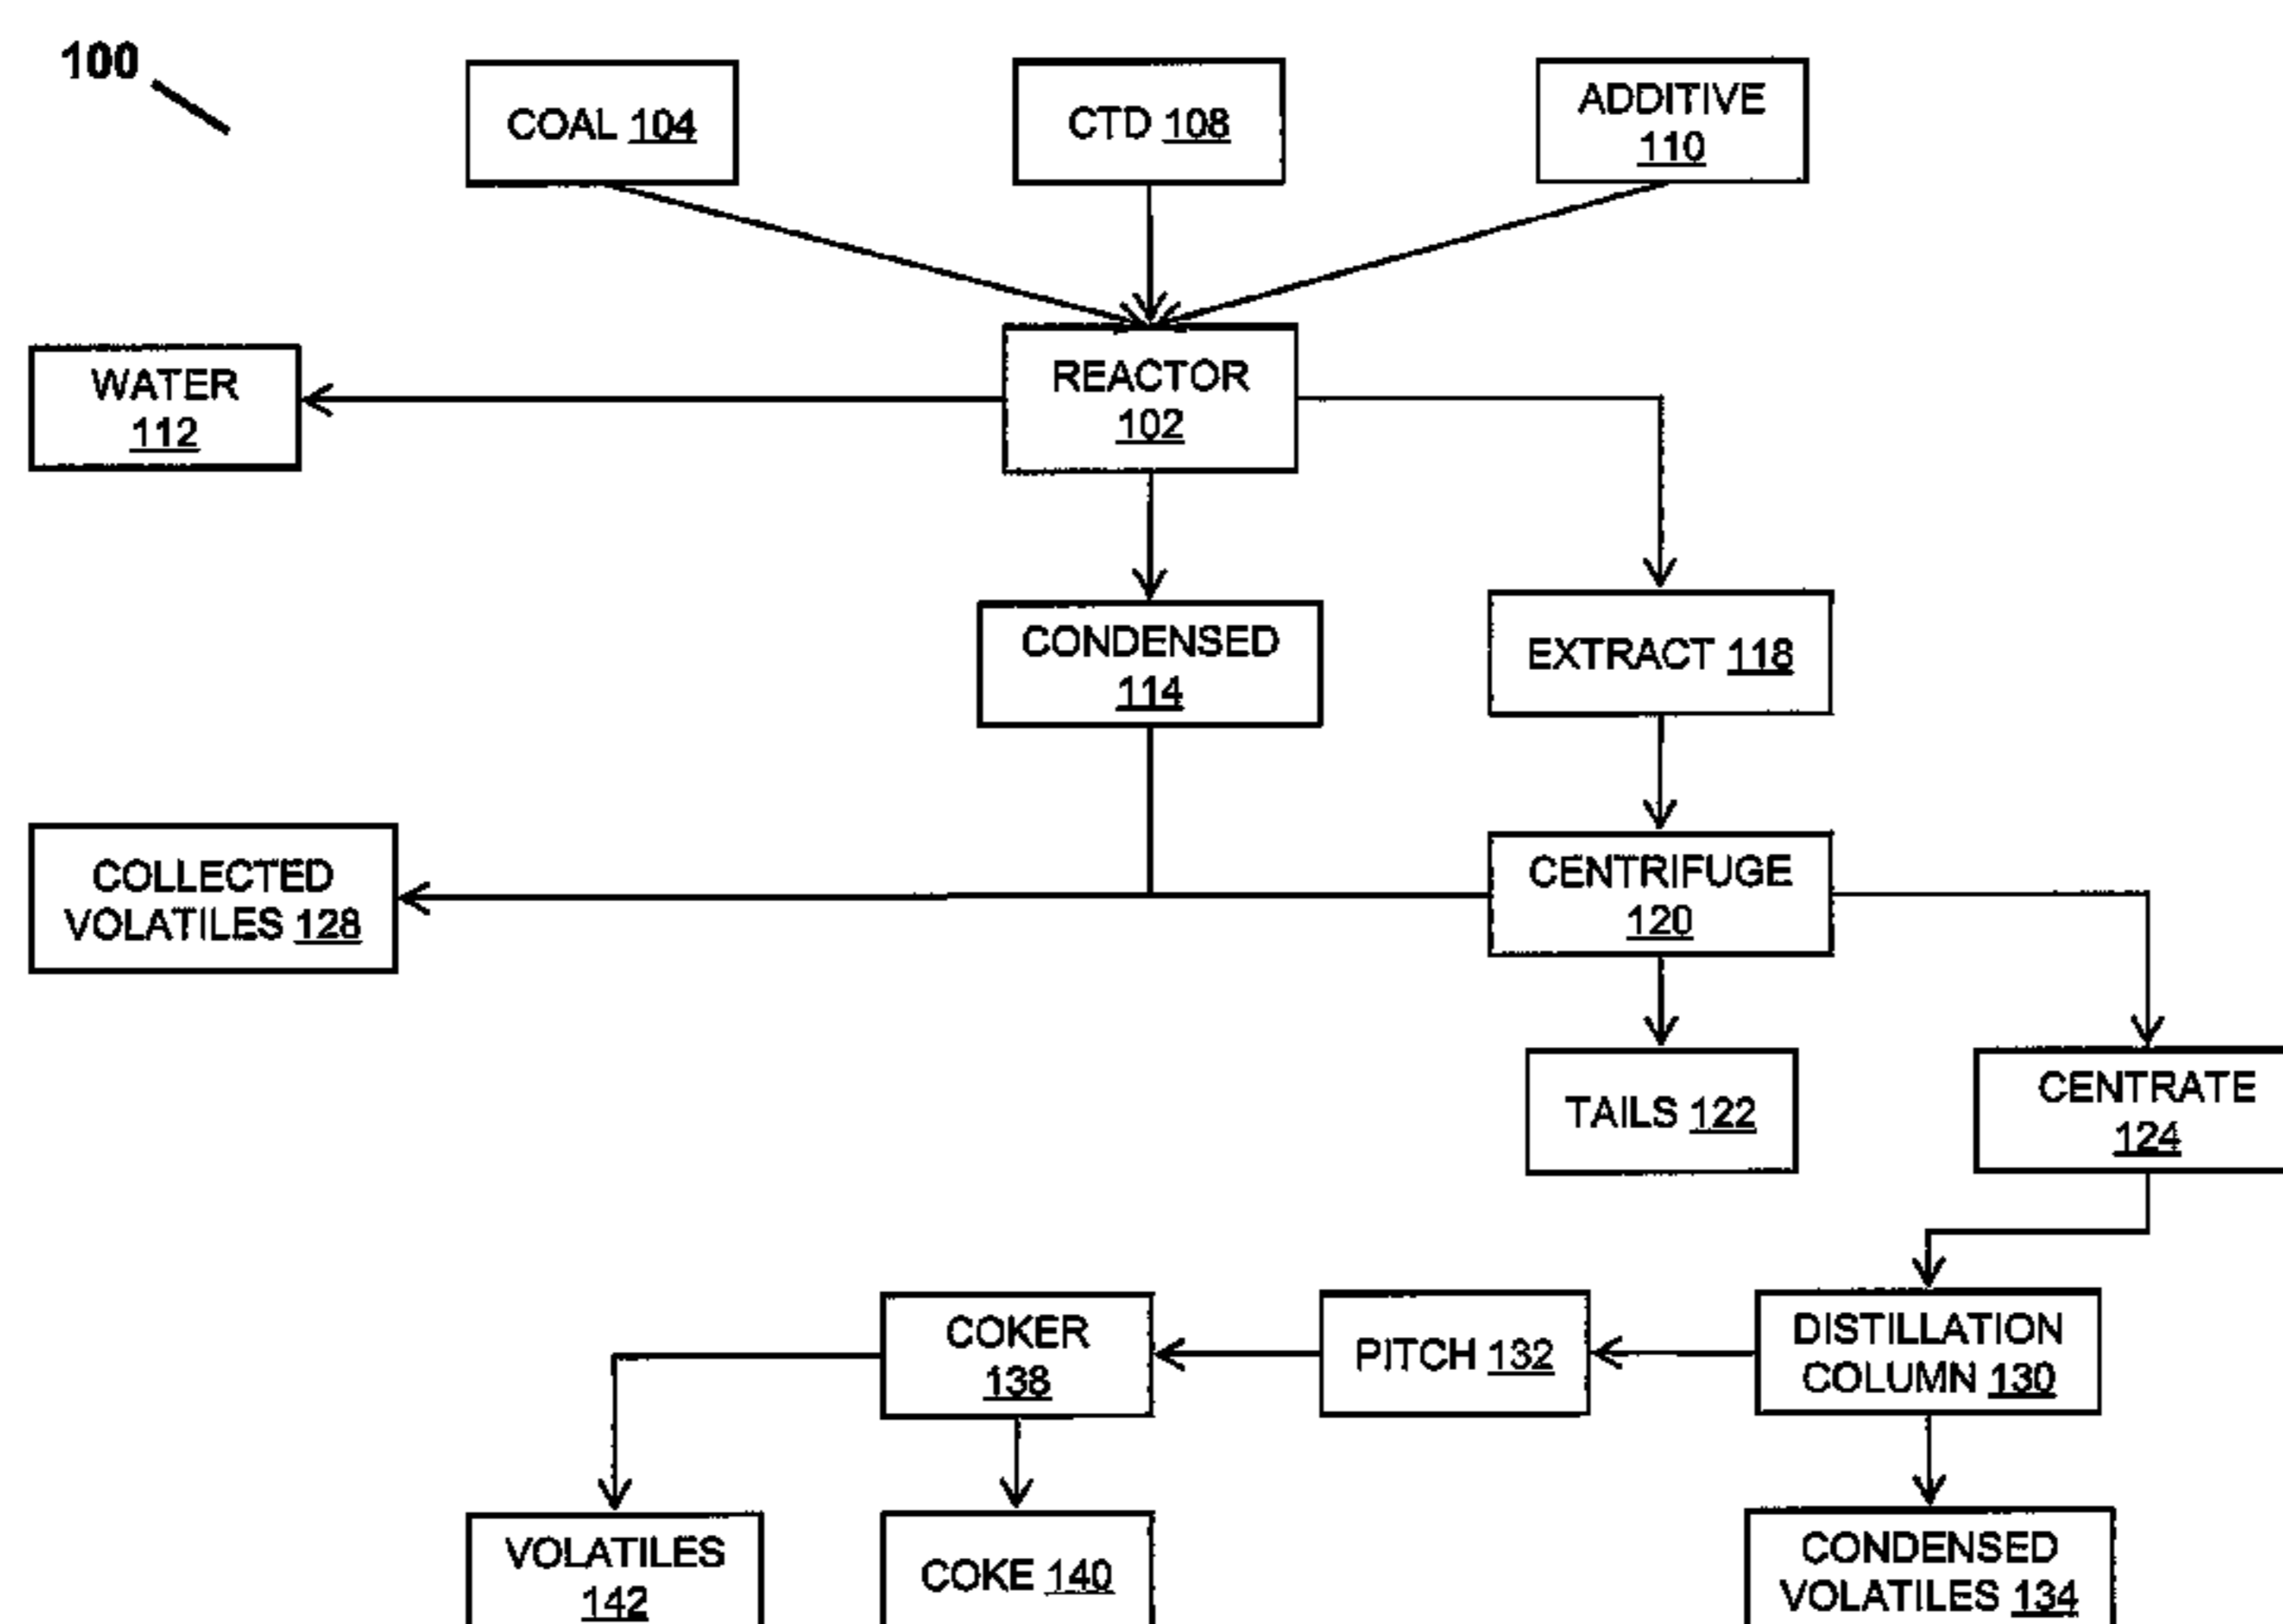 100
COAL 104
CTD 108
ADDITIVE
110
WATER
112
REACTOR
102
CONDENSED
114
EXTRACT 118
COLLECTED
VOLATILES 128
CENTRIFUGE
120
TAILS 122
CENTRATE
124
COKER
138
PITCH 132
DISTILLATION
COLUMN 130
VOLATILES
142
COKE 140
CONDENSED
VOLATILES 134